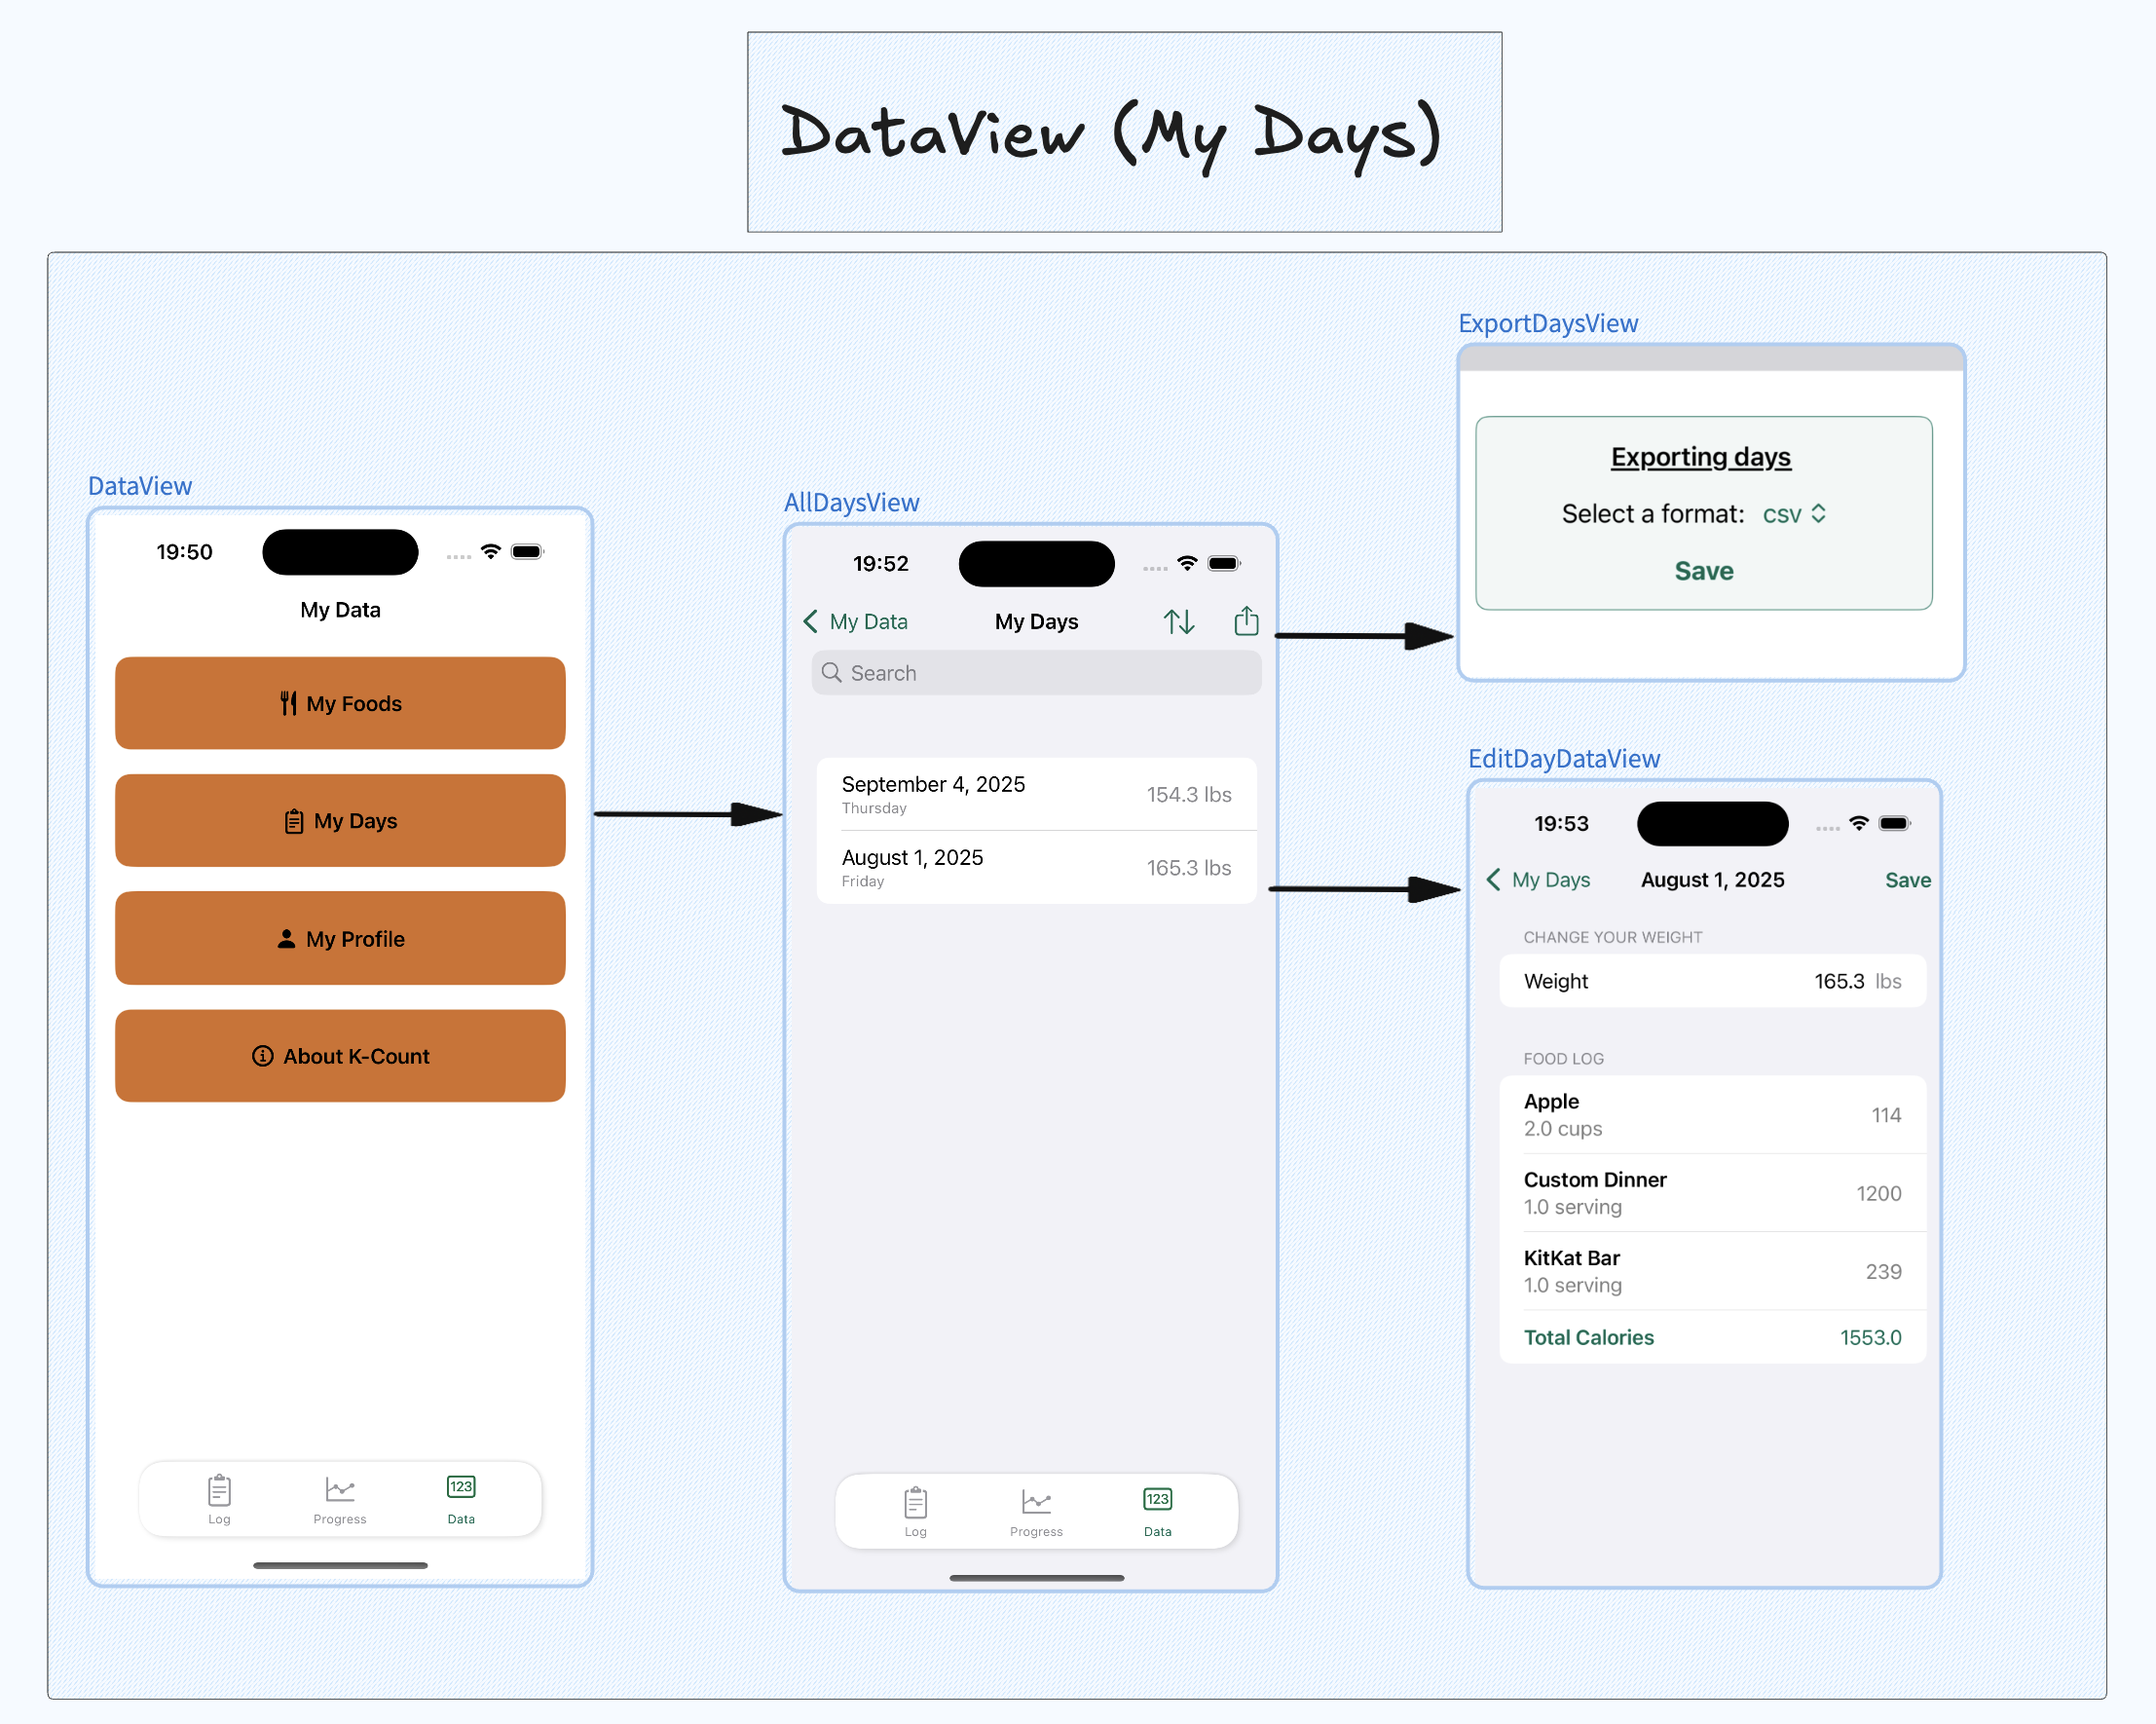 DataView (My Days)
DataView
19:50
My Data
My Foods
My Days
My Profile
About K-Count
Log Progress 123 Data
AllDaysView
19:52
My Data My Days
Search
September 4, 2025 154.3 lbs
Thursday
August 1, 2025 165.3 lbs
Friday
Log Progress 123 Data
ExportDaysView
Exporting days
Select a format: csv
Save
EditDayDataView
19:53
My Days August 1, 2025 Save
CHANGE YOUR WEIGHT
Weight 165.3 lbs
FOOD LOG
Apple 114
2.0 cups
Custom Dinner 1200
1.0 serving
KitKat Bar 239
1.0 serving
Total Calories 1553.0